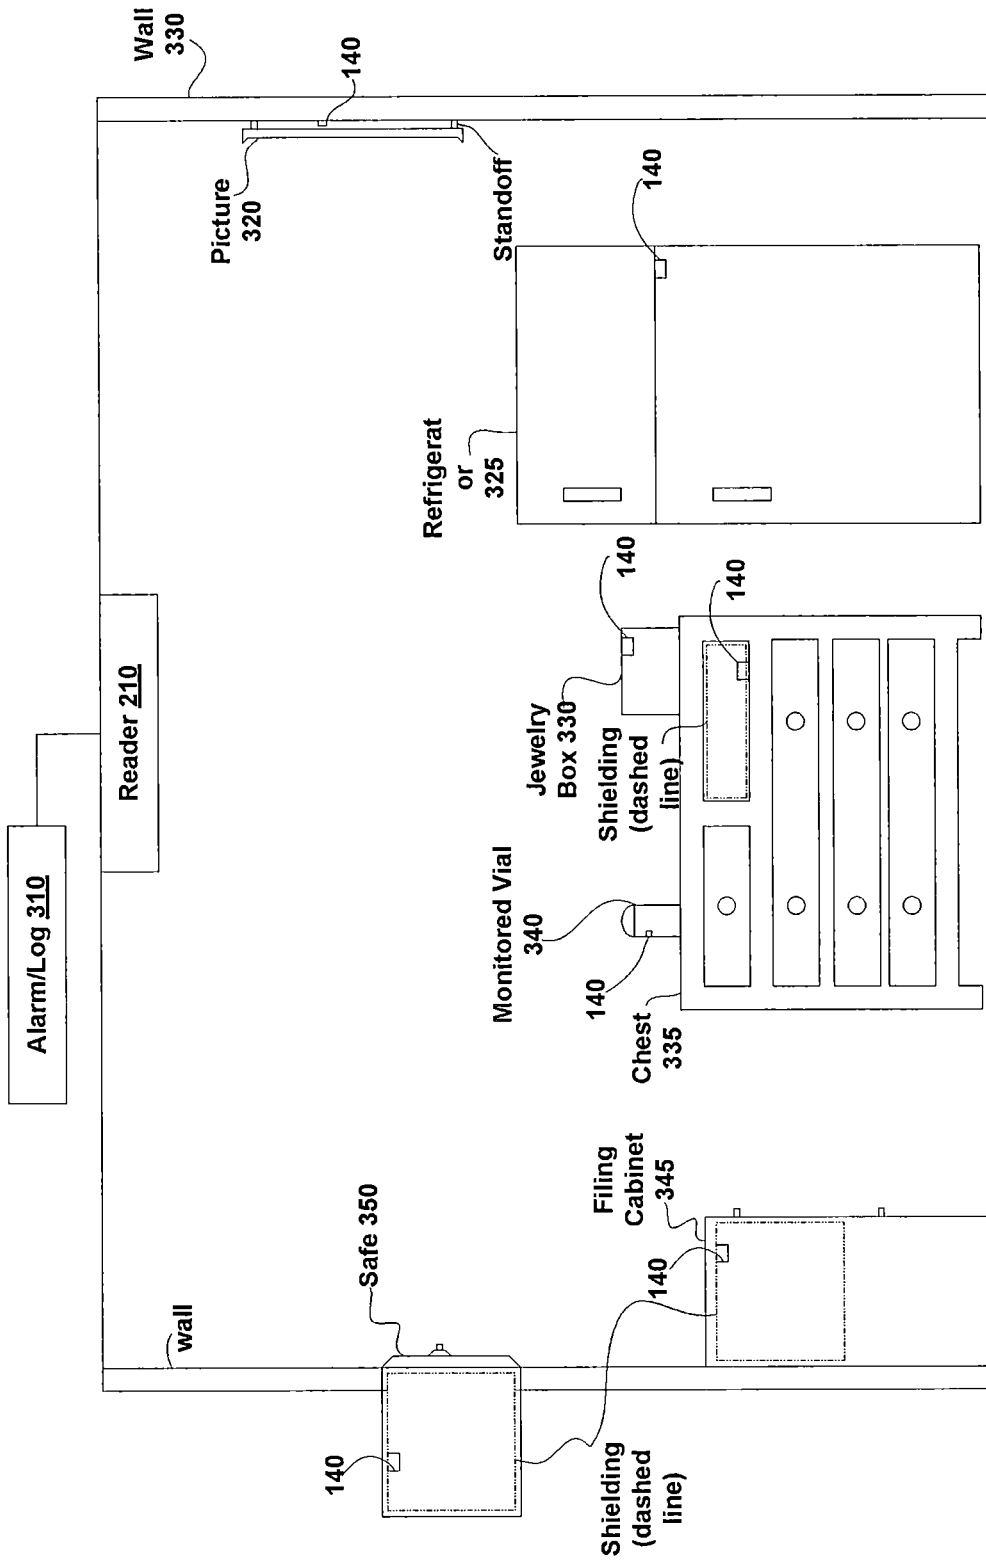 Alarm/Log 310
Reader 210
Wall
330
140
Picture
320
Standoff
140
Refrigerat
or
325
140
Jewelry
Box 330
140
Shielding
(dashed
line)
Monitored Vial
340
140
Chest
335
Filing
Cabinet
345
140
Safe 350
wall
140
Shielding
(dashed
line)